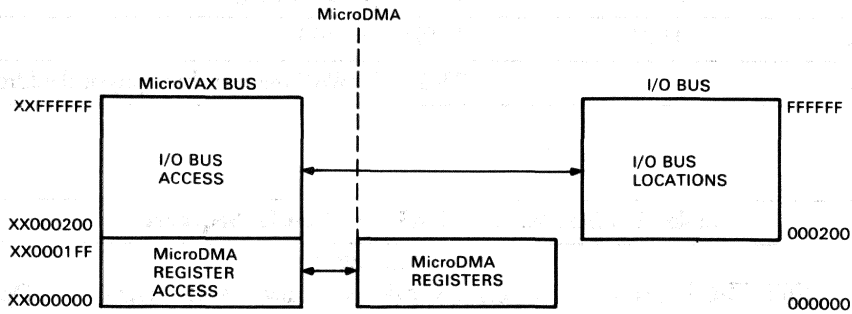 MicroDMA
MicroVAX BUS
I/O BUS
XXFFFFFF
FFFFFF
I/O BUS
ACCESS
I/O BUS
LOCATIONS
XX000200
000200
XX0001FF
MicroDMA
REGISTER
ACCESS
MicroDMA
REGISTERS
XX000000
000000